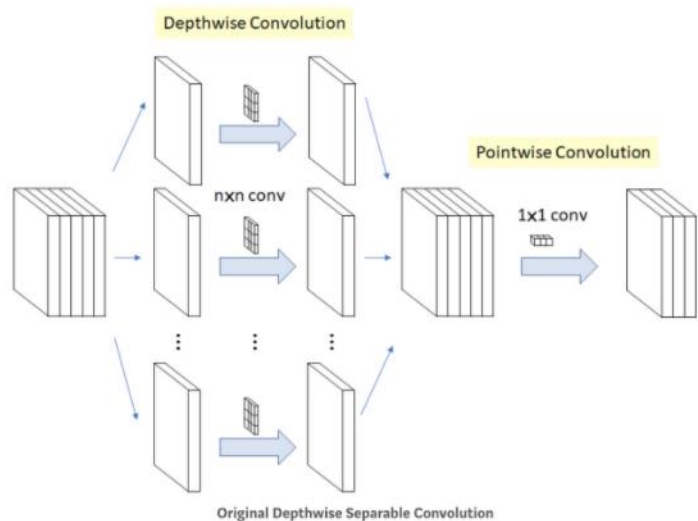 Depthwise Convolution
Pointwise Convolution
nxn conv
1x1 conv
Original Depthwise Separable Convolution